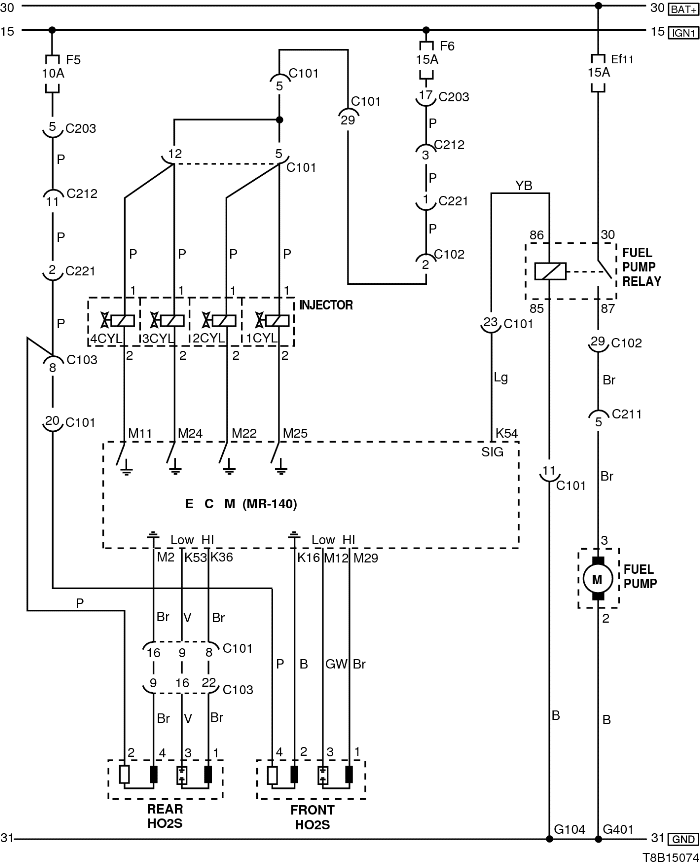 30 30 BAT+
15 15 IGN1
F5
10A
F6
15A
Ef11
15A
C101
5
C101
29
17 C203
5 C203
P
P
C212
3
12 5
C101
P
C212
11
1 C221
YB
P
P
86 30
FUEL
PUMP
RELAY
2 C221
P P P P
C102
2
1 1 1 1
INJECTOR
85 87
P
4CYL 3CYL 2CYL 1CYL
23 C101
29 C102
2 2 2 2
C103
8
Lg
Br
20 C101
C211
5
M11 M24 M22 M25
K54
SIG
11
C101
Br
E C M (MR-140)
Low HI
Low HI
3
M2 K53 K36
K16 M12 M29
M
FUEL
PUMP
P
2
Br V Br
16 9 8 C101
P B GW Br
9 16 22 C103
Br V Br
B B
2 4 3 1
4 2 3 1
REAR
HO2S
FRONT
HO2S
G104 G401
31 31 GND
T8B15074